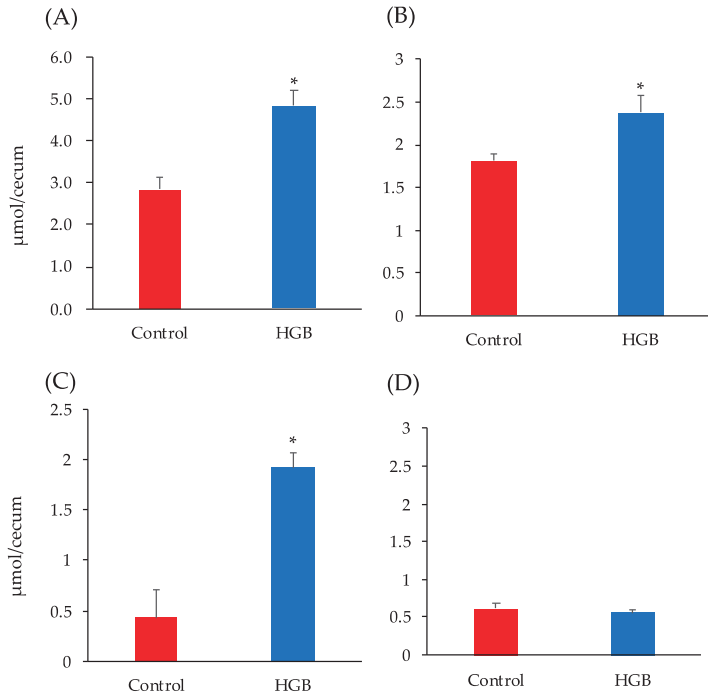 (A)
6.0
5.0
4.0
3.0
2.0
1.0
0.0
µmol/cecum
*
Control
HGB
(B)
3
2.5
2
1.5
1
0.5
0
*
Control
HGB
(C)
2.5
2
1.5
1
0.5
0
µmol/cecum
*
Control
HGB
(D)
3
2.5
2
1.5
1
0.5
0
Control
HGB